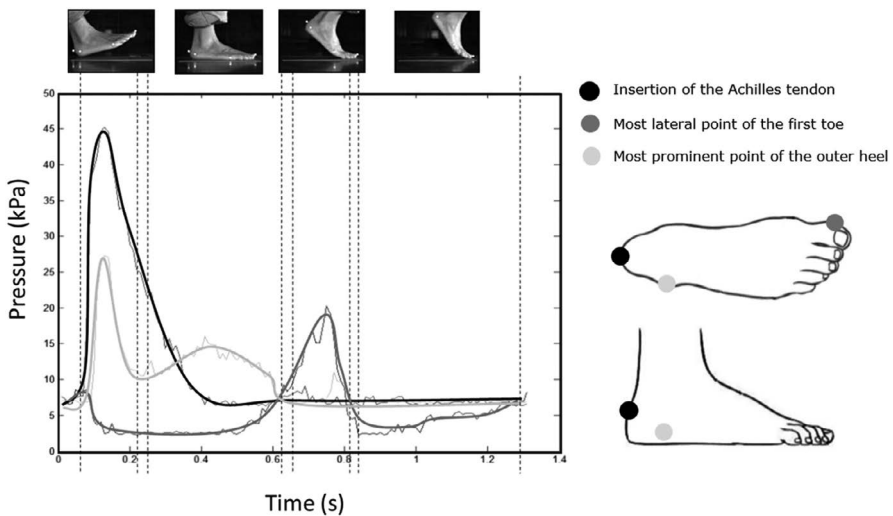 50
45
40
35
30
25
20
15
10
5
0
0 0.2 0.4 0.6 0.8 1 1.2 1.4
Pressure (kPa)
Time (s)
Insertion of the Achilles tendon
Most lateral point of the first toe
Most prominent point of the outer heel